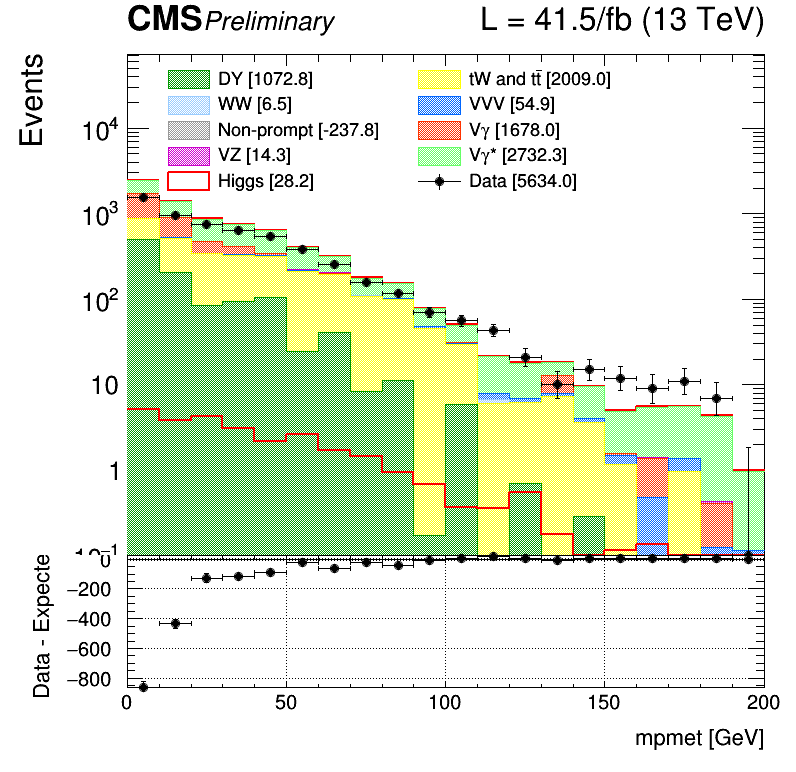 CMS Preliminary L = 41.5/fb (13 TeV)
Events
DY [1072.8] tW and tt̄ [2009.0]
WW [6.5] VVV [54.9]
Non-prompt [-237.8] Vγ [1678.0]
VZ [14.3] Vγ* [2732.3]
Higgs [28.2] Data [5634.0]
10⁴
10³
10²
10
1
0
−200
−400
−600
−800
Data - Expecte
0 50 100 150 200
mpmet [GeV]